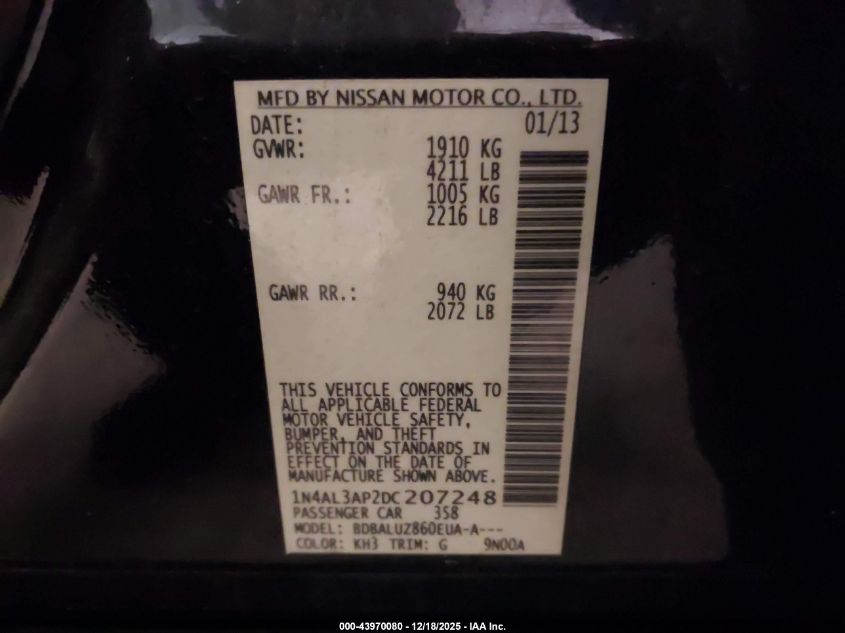 MFD BY NISSAN MOTOR CO., LTD.
DATE: 01/13
GVWR: 1910 KG
4211 LB
GAWR FR.: 1005 KG
2216 LB
GAWR RR.: 940 KG
2072 LB
THIS VEHICLE CONFORMS TO
ALL APPLICABLE FEDERAL
MOTOR VEHICLE SAFETY,
BUMPER, AND THEFT
PREVENTION STANDARDS IN
EFFECT ON THE DATE OF
MANUFACTURE SHOWN ABOVE.
1N4AL3AP2DC207248
PASSENGER CAR 358
MODEL: BDBALUZ860EUA-A---
COLOR: KH3 TRIM: G 9N00A
000-43970080 - 12/18/2025 - IAA Inc.